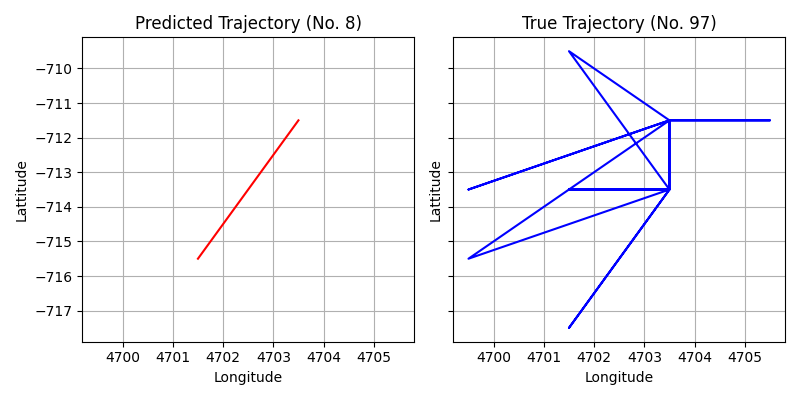 Predicted Trajectory (No. 8)
True Trajectory (No. 97)
Lattitude
−710
−711
−712
−713
−714
−715
−716
−717
4700 4701 4702 4703 4704 4705
Longitude
Lattitude
4700 4701 4702 4703 4704 4705
Longitude